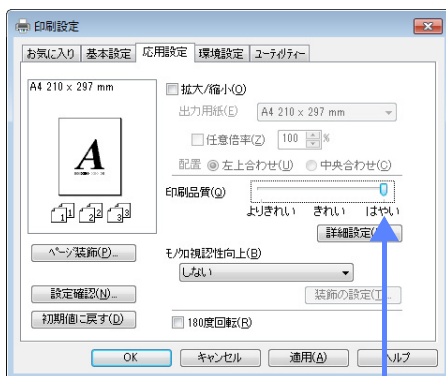 印刷設定
お気に入り 基本設定 応用設定 環境設定 ユーティリティー
A4 210 x 297 mm
A
1 1 2 2 3 3
拡大/縮小(O)
出力用紙(E) A4 210 x 297 mm
任意倍率(Z) 100 %
配置 左上合わせ(U) 中央合わせ(C)
印刷品質(Q)
よりきれい きれい はやい
詳細設定(
ページ装飾(P)...
モノクロ視認性向上(B)
しない
設定確認(N)...
装飾の設定(T...
初期値に戻す(D)
180度回転(R)
OK キャンセル 適用(A) ヘルプ